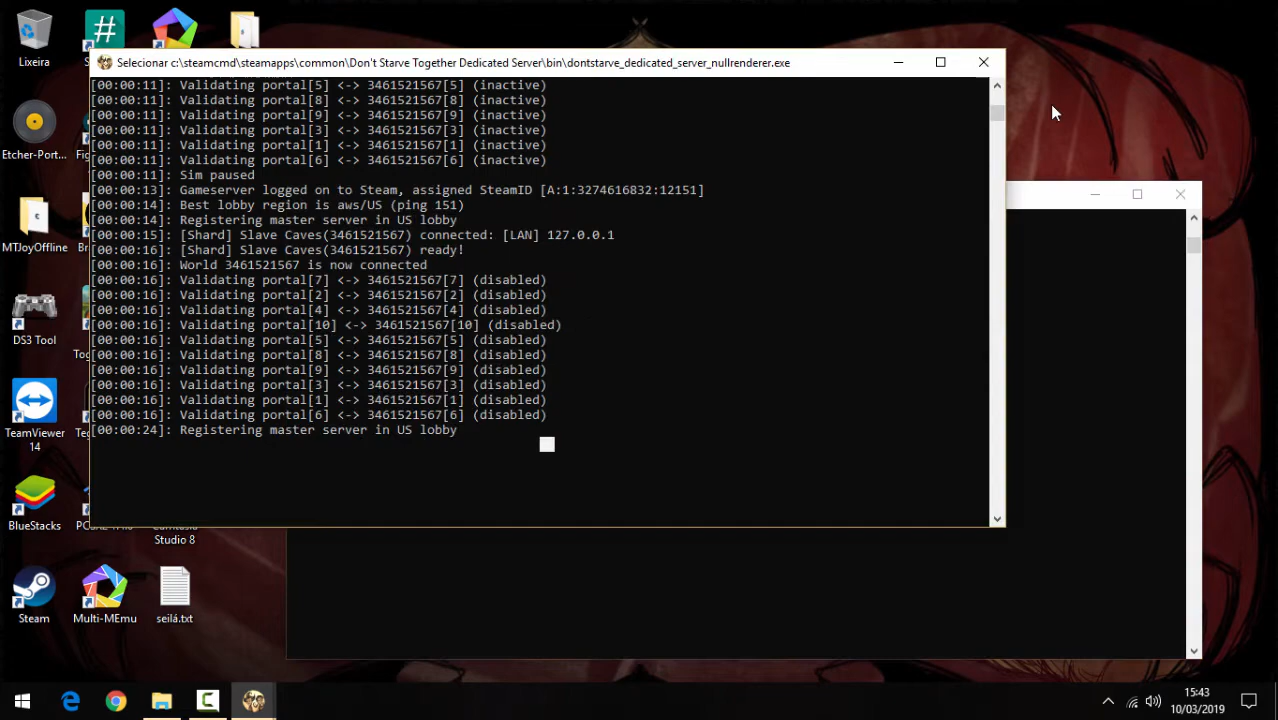 Lixeira
Etcher-Port...
MTJoyOffline
DS3 Tool
TeamViewer
14
BlueStacks
Studio 8
Steam
Multi-MEmu
seilá.txt
Selecionar c:\steamcmd\steamapps\common\Don't Starve Together Dedicated Server\bin\dontstarve_dedicated_server_nullrenderer.exe
[00:00:11]: Validating portal[5] <-> 3461521567[5] (inactive)
[00:00:11]: Validating portal[8] <-> 3461521567[8] (inactive)
[00:00:11]: Validating portal[9] <-> 3461521567[9] (inactive)
[00:00:11]: Validating portal[3] <-> 3461521567[3] (inactive)
[00:00:11]: Validating portal[1] <-> 3461521567[1] (inactive)
[00:00:11]: Validating portal[6] <-> 3461521567[6] (inactive)
[00:00:11]: Sim paused
[00:00:13]: Gameserver logged on to Steam, assigned SteamID [A:1:3274616832:12151]
[00:00:14]: Best lobby region is aws/US (ping 151)
[00:00:14]: Registering master server in US lobby
[00:00:15]: [Shard] Slave Caves(3461521567) connected: [LAN] 127.0.0.1
[00:00:16]: [Shard] Slave Caves(3461521567) ready!
[00:00:16]: World 3461521567 is now connected
[00:00:16]: Validating portal[7] <-> 3461521567[7] (disabled)
[00:00:16]: Validating portal[2] <-> 3461521567[2] (disabled)
[00:00:16]: Validating portal[4] <-> 3461521567[4] (disabled)
[00:00:16]: Validating portal[10] <-> 3461521567[10] (disabled)
[00:00:16]: Validating portal[5] <-> 3461521567[5] (disabled)
[00:00:16]: Validating portal[8] <-> 3461521567[8] (disabled)
[00:00:16]: Validating portal[9] <-> 3461521567[9] (disabled)
[00:00:16]: Validating portal[3] <-> 3461521567[3] (disabled)
[00:00:16]: Validating portal[1] <-> 3461521567[1] (disabled)
[00:00:16]: Validating portal[6] <-> 3461521567[6] (disabled)
[00:00:24]: Registering master server in US lobby
15:43
10/03/2019